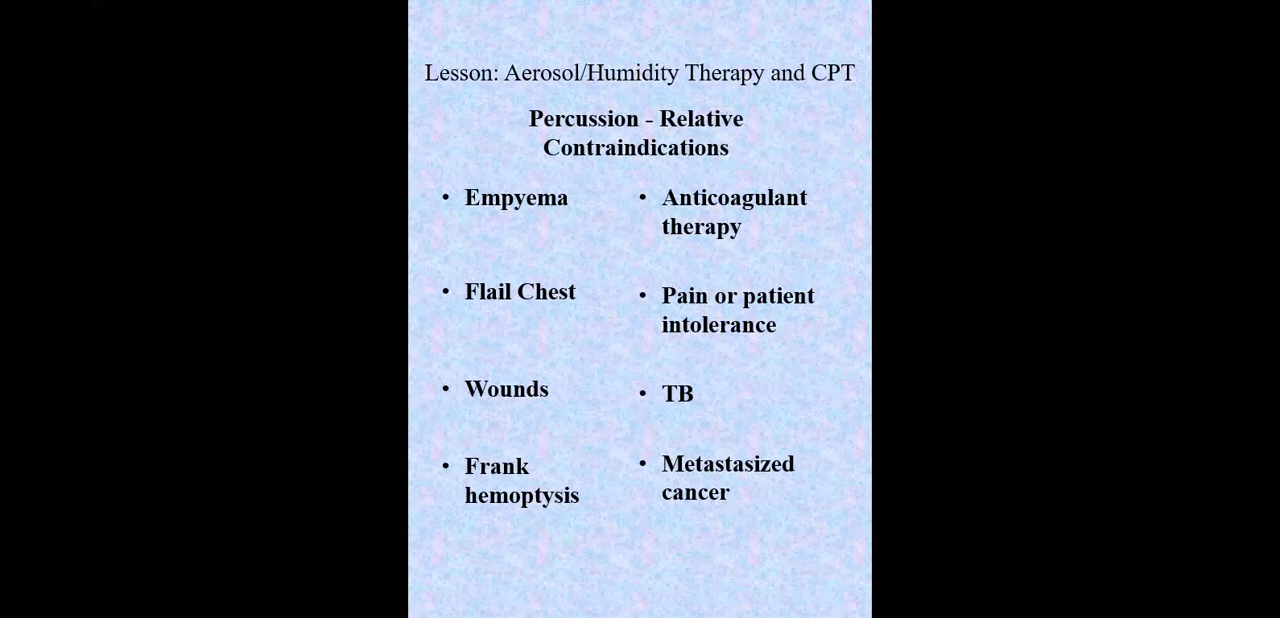 Lesson: Aerosol/Humidity Therapy and CPT
Percussion - Relative
Contraindications
• Empyema
• Flail Chest
• Wounds
• Frank
hemoptysis
• Anticoagulant
therapy
• Pain or patient
intolerance
• TB
• Metastasized
cancer